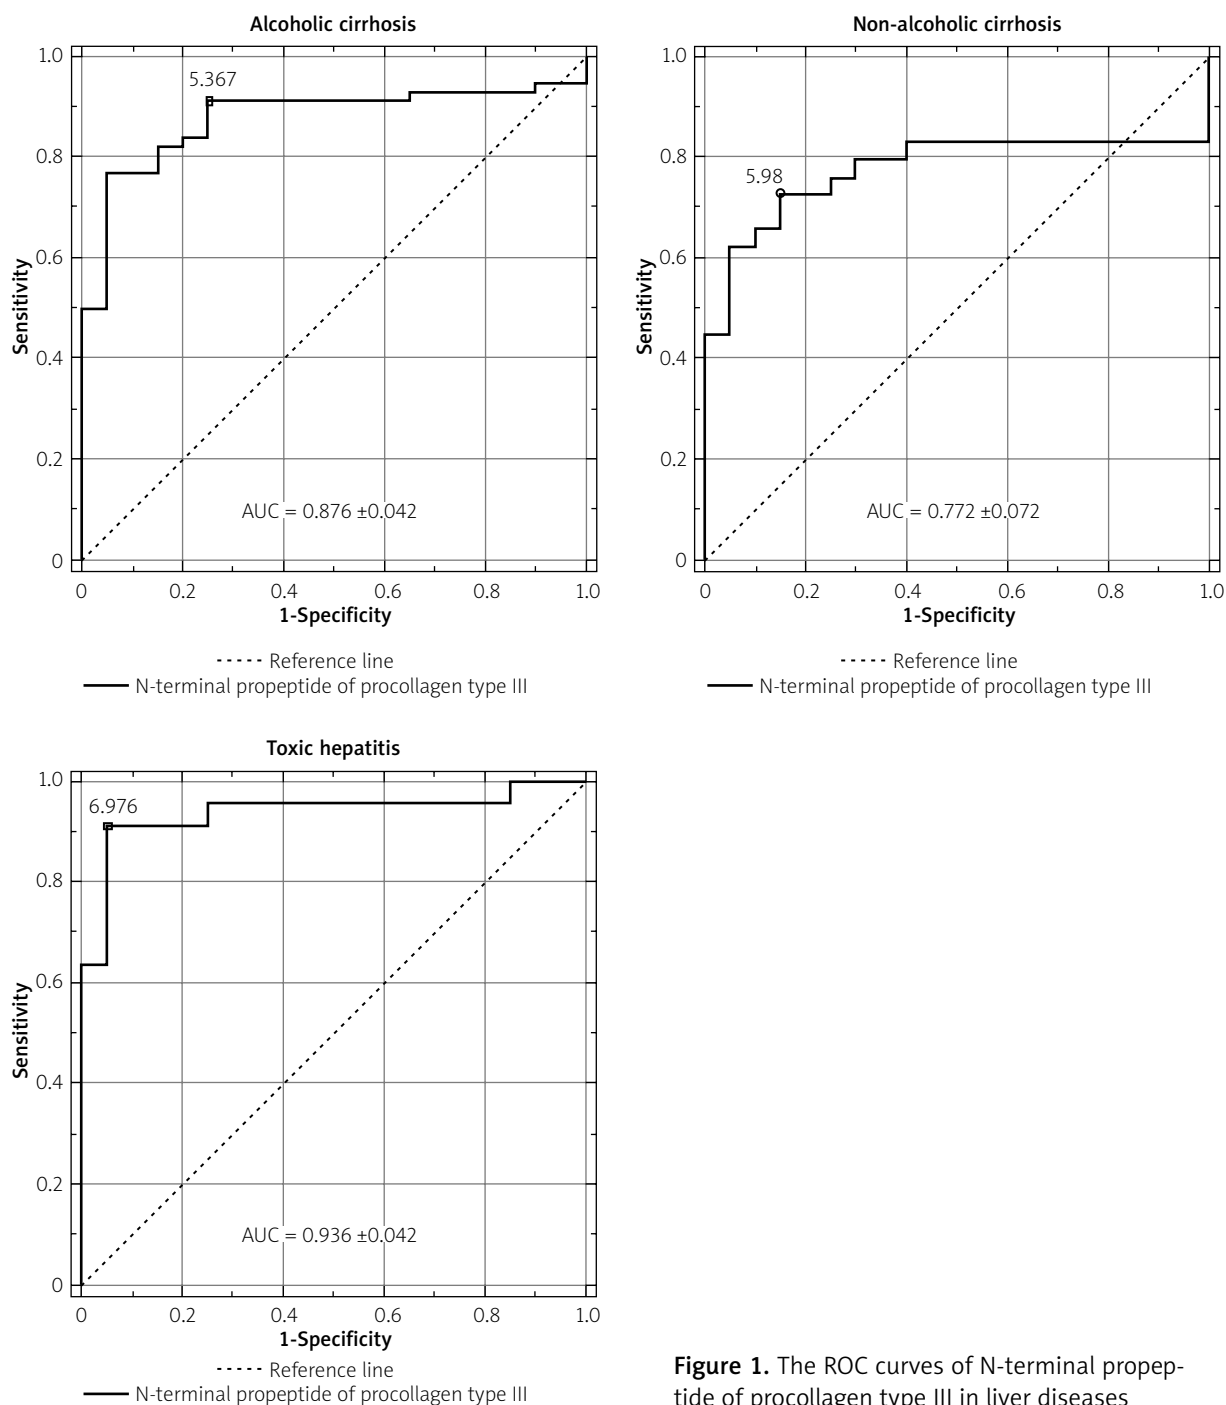 Alcoholic cirrhosis
1.0
0.8
0.6
0.4
0.2
0
Sensitivity
5.367
AUC = 0.876 ±0.042
0 0.2 0.4 0.6 0.8 1.0
1-Specificity
Reference line
N-terminal propeptide of procollagen type III
Non-alcoholic cirrhosis
1.0
0.8
0.6
0.4
0.2
0
Sensitivity
5.98
AUC = 0.772 ±0.072
0 0.2 0.4 0.6 0.8 1.0
1-Specificity
Reference line
N-terminal propeptide of procollagen type III
Toxic hepatitis
1.0
0.8
0.6
0.4
0.2
0
Sensitivity
6.976
AUC = 0.936 ±0.042
0 0.2 0.4 0.6 0.8 1.0
1-Specificity
Reference line
N-terminal propeptide of procollagen type III
Figure 1. The ROC curves of N-terminal propep-
tide of procollagen type III in liver diseases